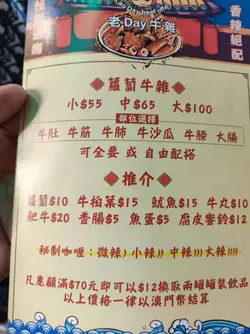 香辣絕配
老.Day 牛雜
蘿蔔牛雜
小$55 中$65 大$100
部位選擇
牛肚 牛筋 牛肺 牛沙瓜 牛膀 大腸
可全要 或 自由配搭
推介
蘿蔔$10 牛柏葉$15 魷魚$15 牛丸$10
肥牛$20 香腸$5 魚蛋$5 腐皮響鈴$12
秘制咖喱:微辣 小辣 中辣 大辣
凡惠顧滿$70元即可以$12換取兩罐罐裝飲品
以上價格一律以澳門幣結算